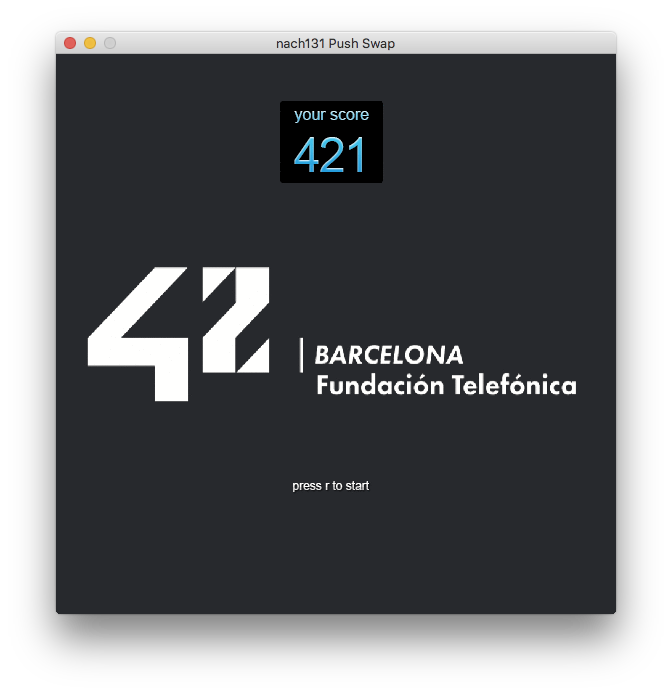 nach131 Push Swap
your score
421
42
BARCELONA
Fundación Telefónica
press r to start